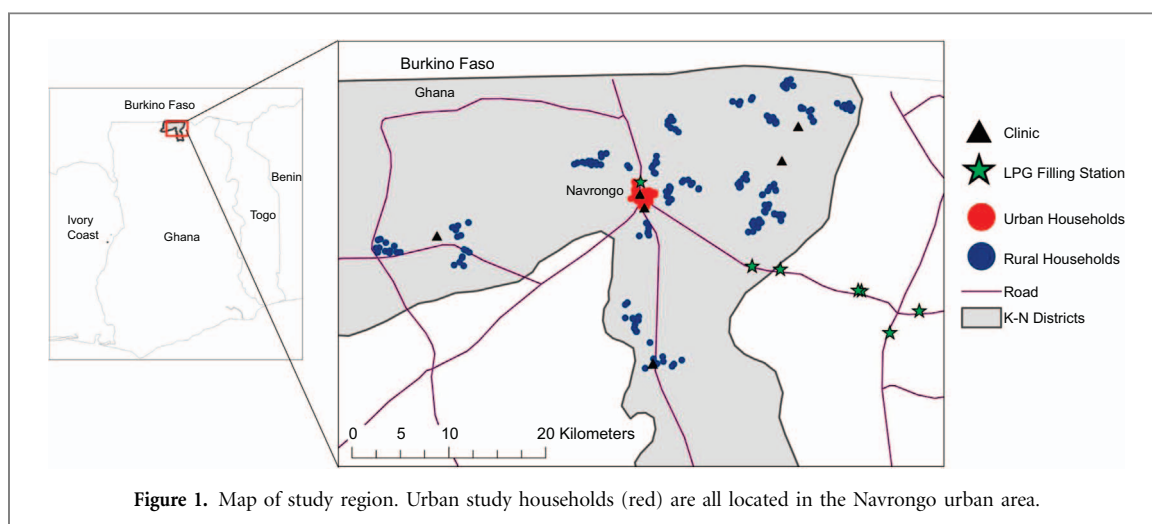 Burkino Faso
Ivory
Coast
Ghana
Togo
Benin
Burkino Faso
Ghana
Navrongo
0 5 10 20 Kilometers
Clinic
LPG Filling Station
Urban Households
Rural Households
Road
K-N Districts
Figure 1. Map of study region. Urban study households (red) are all located in the Navrongo urban area.